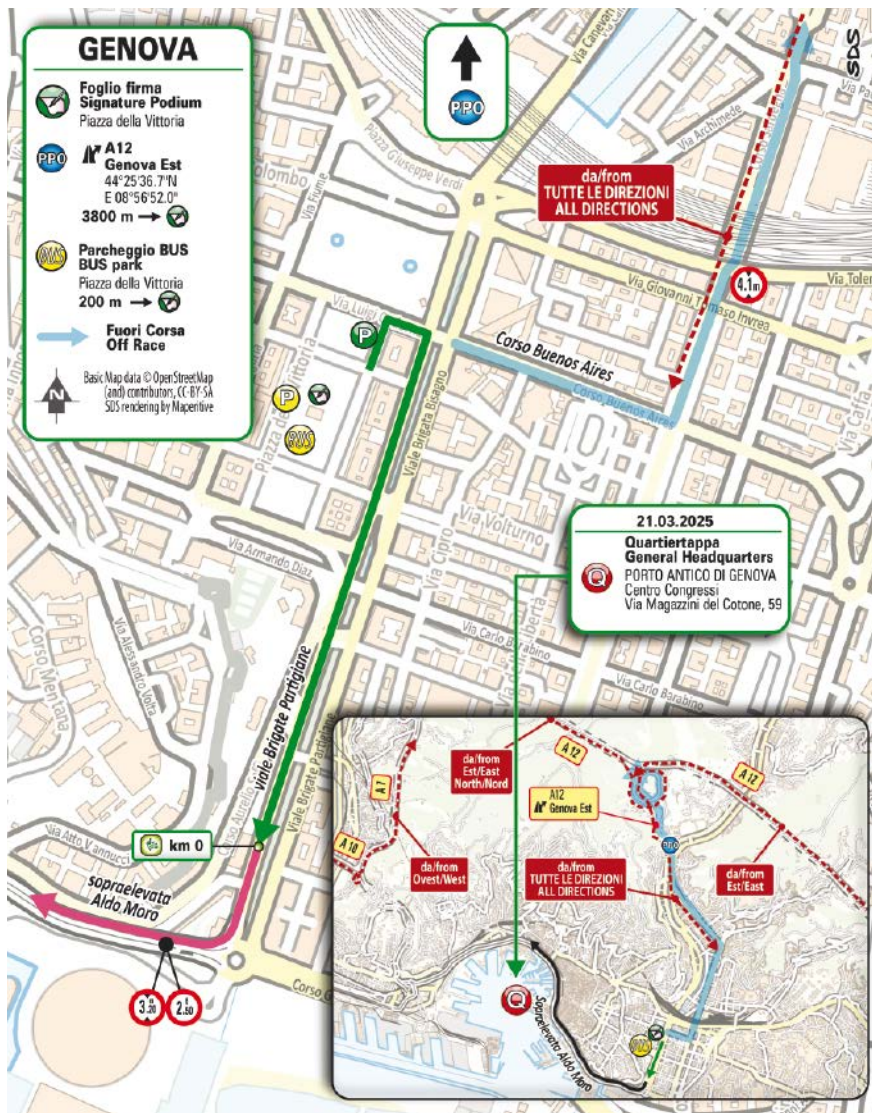 GENOVA
Foglio firma
Signature Podium
Piazza della Vittoria
PPO
A12
Genova Est
44°25'36.7"N
E 08°56'52.0"
3800 m
BUS
Parcheggio BUS
BUS park
Piazza della Vittoria
200 m
Fuori Corsa
Off Race
N
Basic Map data © OpenStreetMap
(and) contributors, CC-BY-SA
SDS rendering by Maperitive
PPO
SDS
Via Canevari
Via Archimede
Piazza Giuseppe Verdi
Via Fiume
da/from
TUTTE LE DIREZIONI
ALL DIRECTIONS
4.1m
Via Giovanni Tomaso Invrea
Via Luigi
P
Corso Buenos Aires
Corso Buenos Aires
P
BUS
Viale Brigata Bisagno
Via Volturno
Via Cipro
Via Armando Diaz
Via Carlo Barabino
Via Carlo Barabino
Corso Mentana
Via Alessandro Volta
21.03.2025
Quartiertappa
General Headquarters
Q
PORTO ANTICO DI GENOVA
Centro Congressi
Via Magazzini del Cotone, 59
Viale Brigate Partigiane
Viale Brigate Partigiane
km 0
Via Atto Vannucci
sopraelevata
Aldo Moro
3.20
2.50
da/from
Est/East
North/Nord
A 12
A 12
A 7
A 10
A12
Genova Est
PPO
da/from
Ovest/West
da/from
TUTTE LE DIREZIONI
ALL DIRECTIONS
da/from
Est/East
Q
BUS
Sopraelevata Aldo Moro